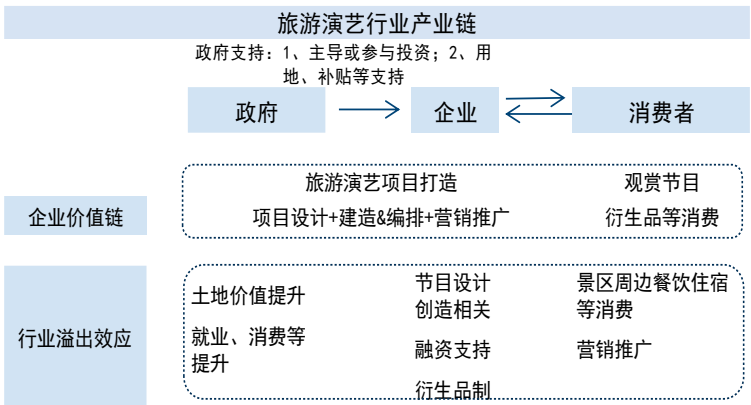 旅游演艺行业产业链
政府支持：1、主导或参与投资；2、用
地、补贴等支持
政府
企业
消费者
旅游演艺项目打造
观赏节目
企业价值链
项目设计+建造&编排+营销推广
衍生品等消费
土地价值提升
节目设计
创造相关
景区周边餐饮住宿
等消费
行业溢出效应
就业、消费等
提升
融资支持
营销推广
衍生品制